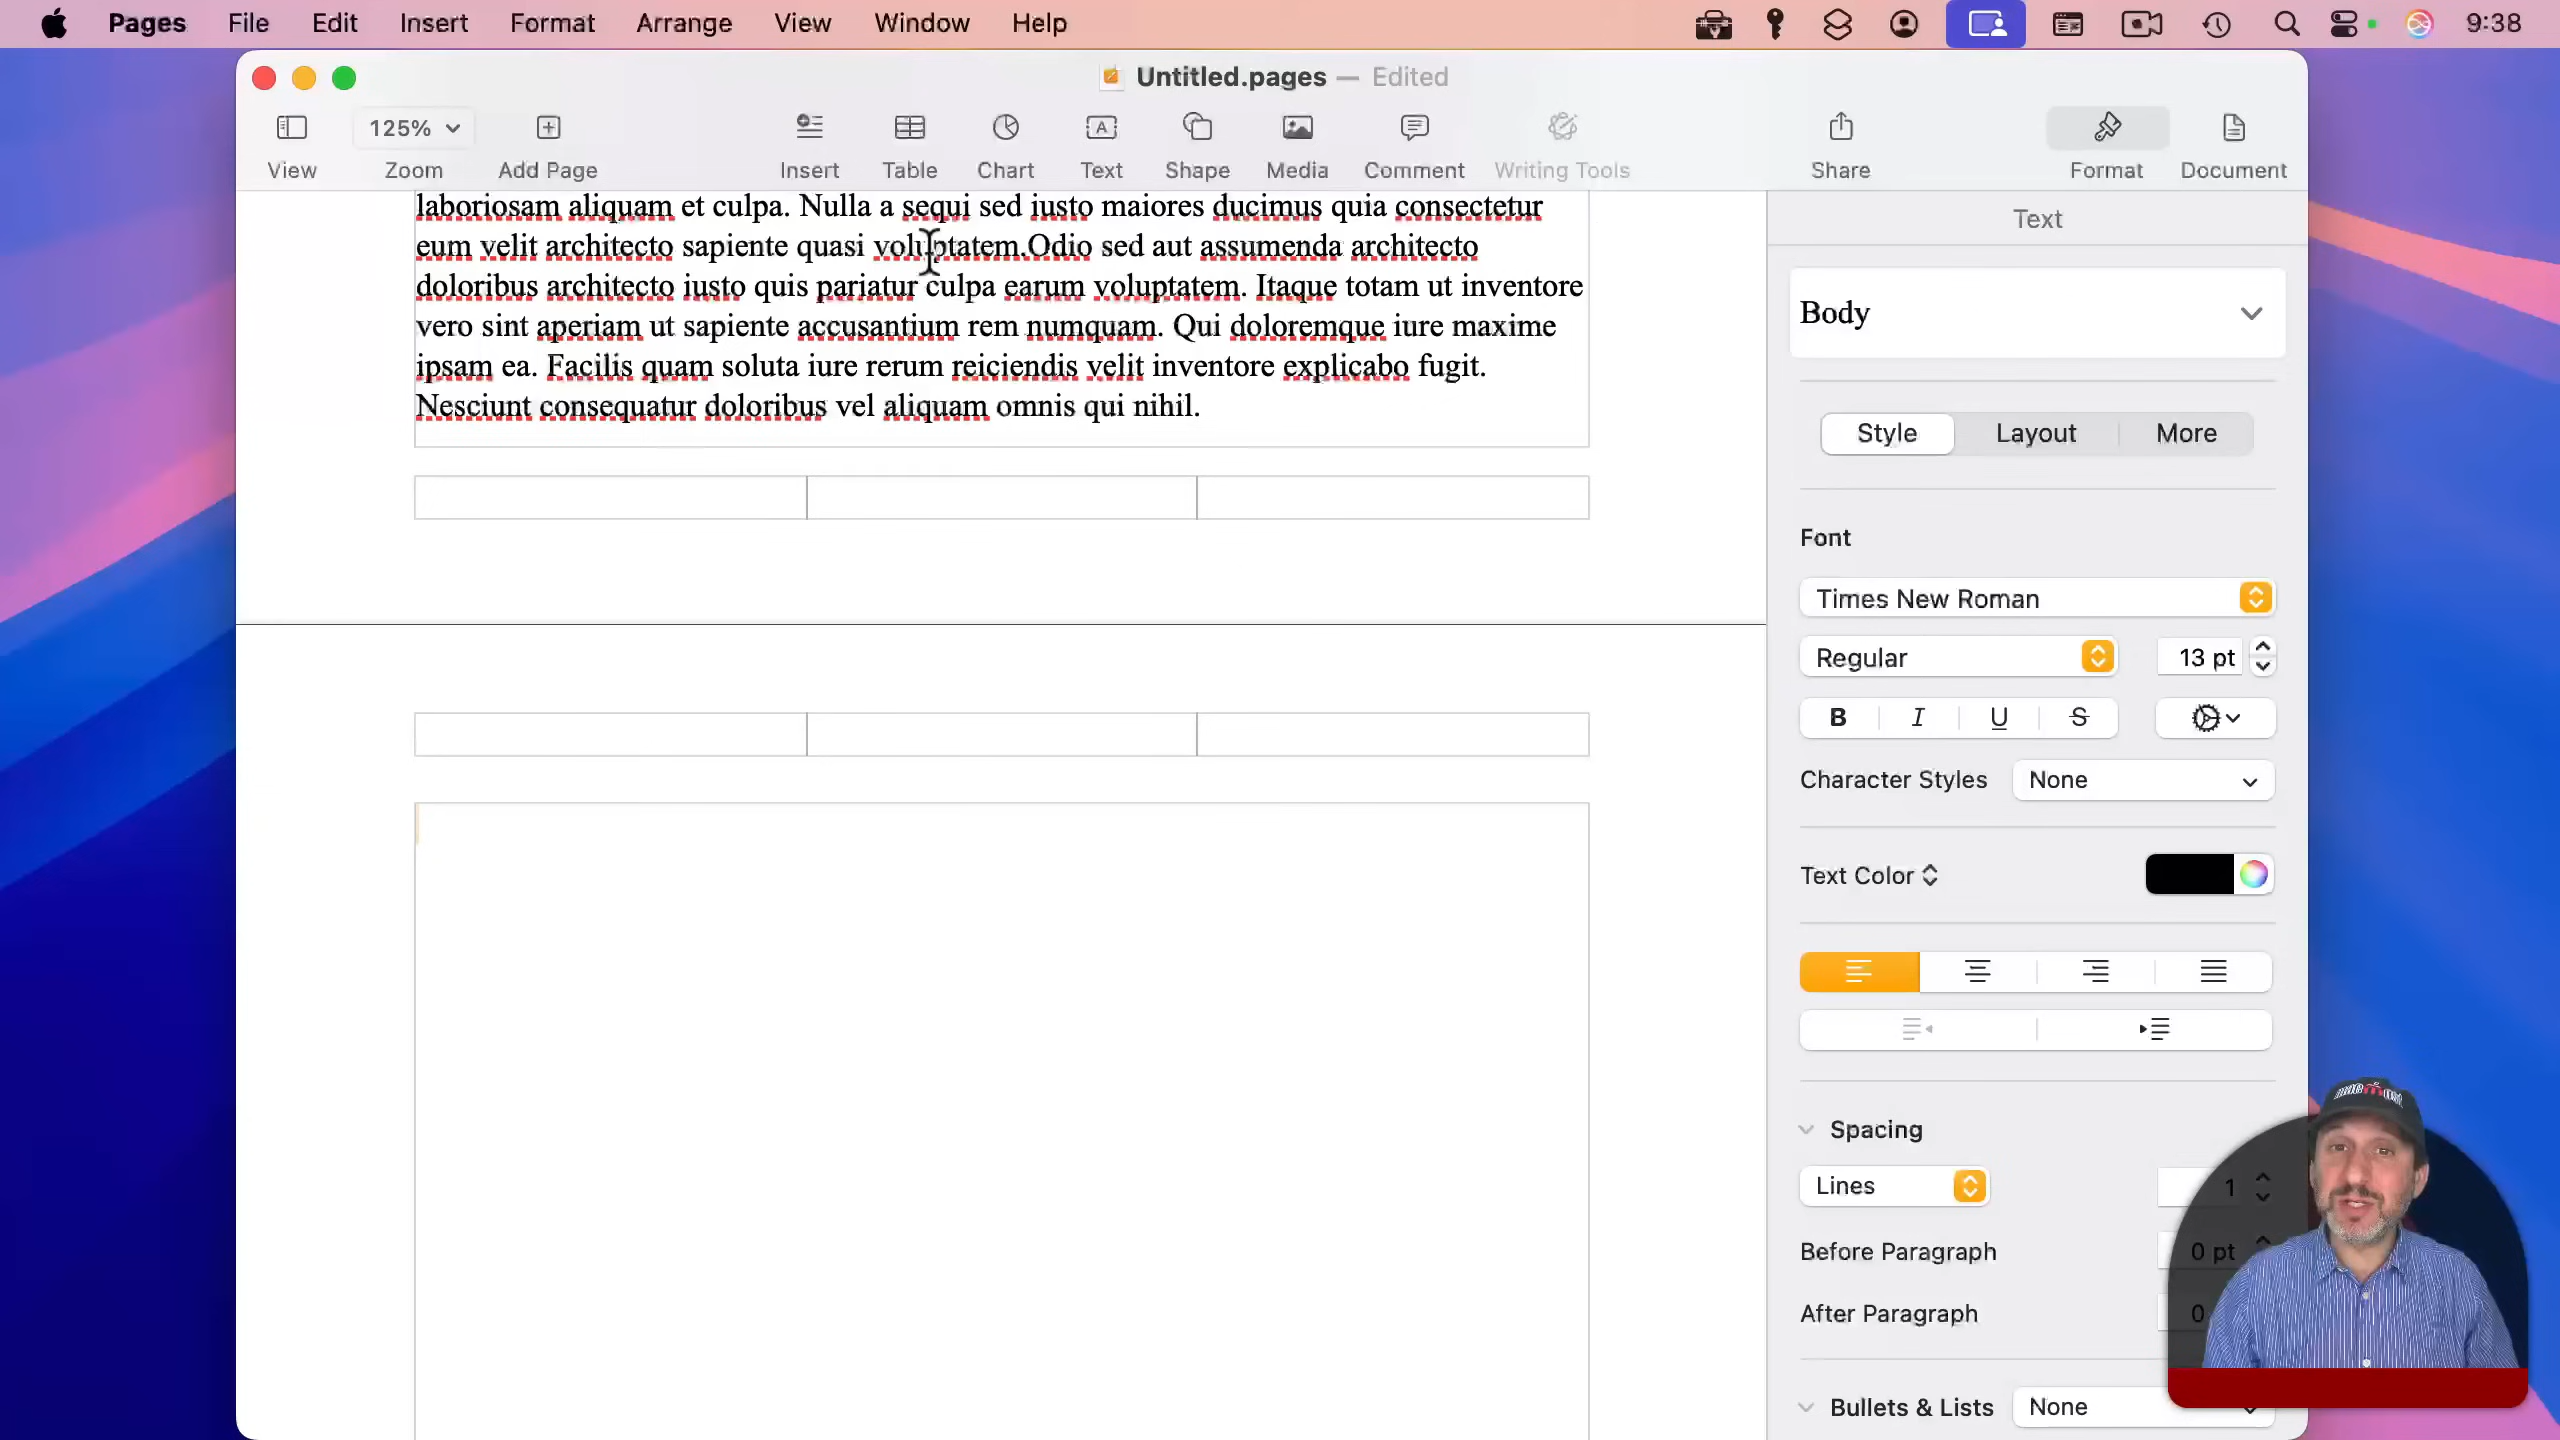 Pages File Edit Insert Format Arrange View Window Help 9:38
Untitled.pages — Edited
125%
View Zoom Add Page Insert Table Chart Text Shape Media Comment Writing Tools Share Format Document
laboriosam aliquam et culpa. Nulla a sequi sed iusto maiores ducimus quia consectetur
eum velit architecto sapiente quasi voluptatem.Odio sed aut assumenda architecto
doloribus architecto iusto quis pariatur culpa earum voluptatem. Itaque totam ut inventore
vero sint aperiam ut sapiente accusantium rem numquam. Qui doloremque iure maxime
ipsam ea. Facilis quam soluta iure rerum reiciendis velit inventore explicabo fugit.
Nesciunt consequatur doloribus vel aliquam omnis qui nihil.
Text
Body
Style Layout More
Font
Times New Roman
Regular 13 pt
B I U S
Character Styles None
Text Color
Spacing
Lines 1
Before Paragraph 0 pt
After Paragraph 0
Bullets & Lists None